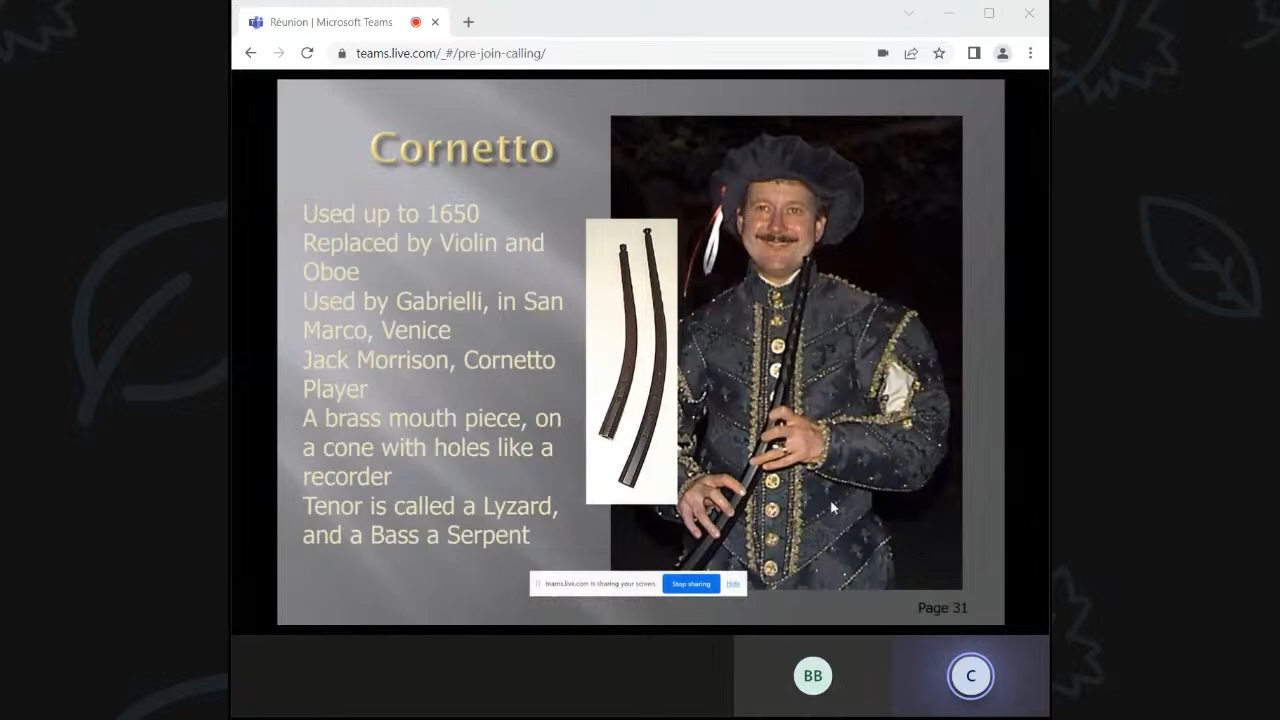 Réunion | Microsoft Teams
teams.live.com/_#/pre-join-calling/
Cornetto
Used up to 1650
Replaced by Violin and
Oboe
Used by Gabrielli, in San
Marco, Venice
Jack Morrison, Cornetto
Player
A brass mouth piece, on
a cone with holes like a
recorder
Tenor is called a Lyzard,
and a Bass a Serpent
teams.live.com is sharing your screen. Stop sharing Hide
Page 31
BB C